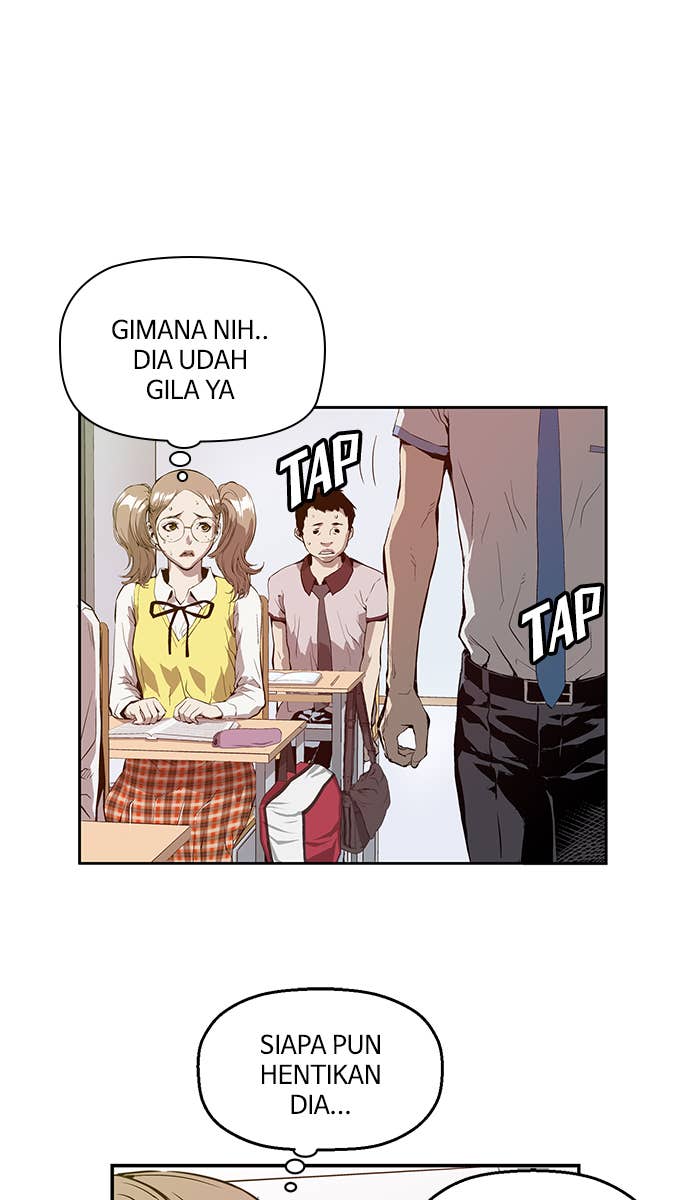 GIMANA NIH..
DIA UDAH
GILA YA
TAP
TAP
SIAPA PUN
HENTIKAN
DIA...